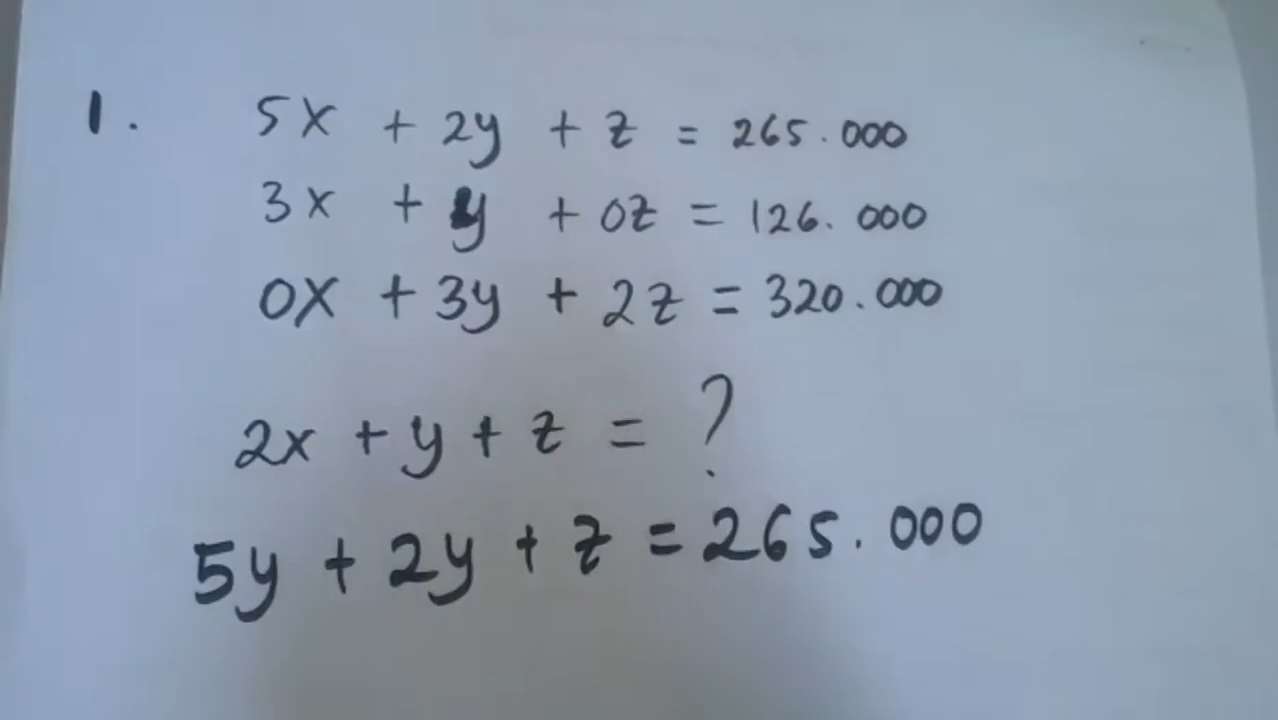 1. 5x + 2y + z = 265.000
3x + y + 0z = 126.000
0x + 3y + 2z = 320.000
2x + y + z = ?
5y + 2y + z = 265.000